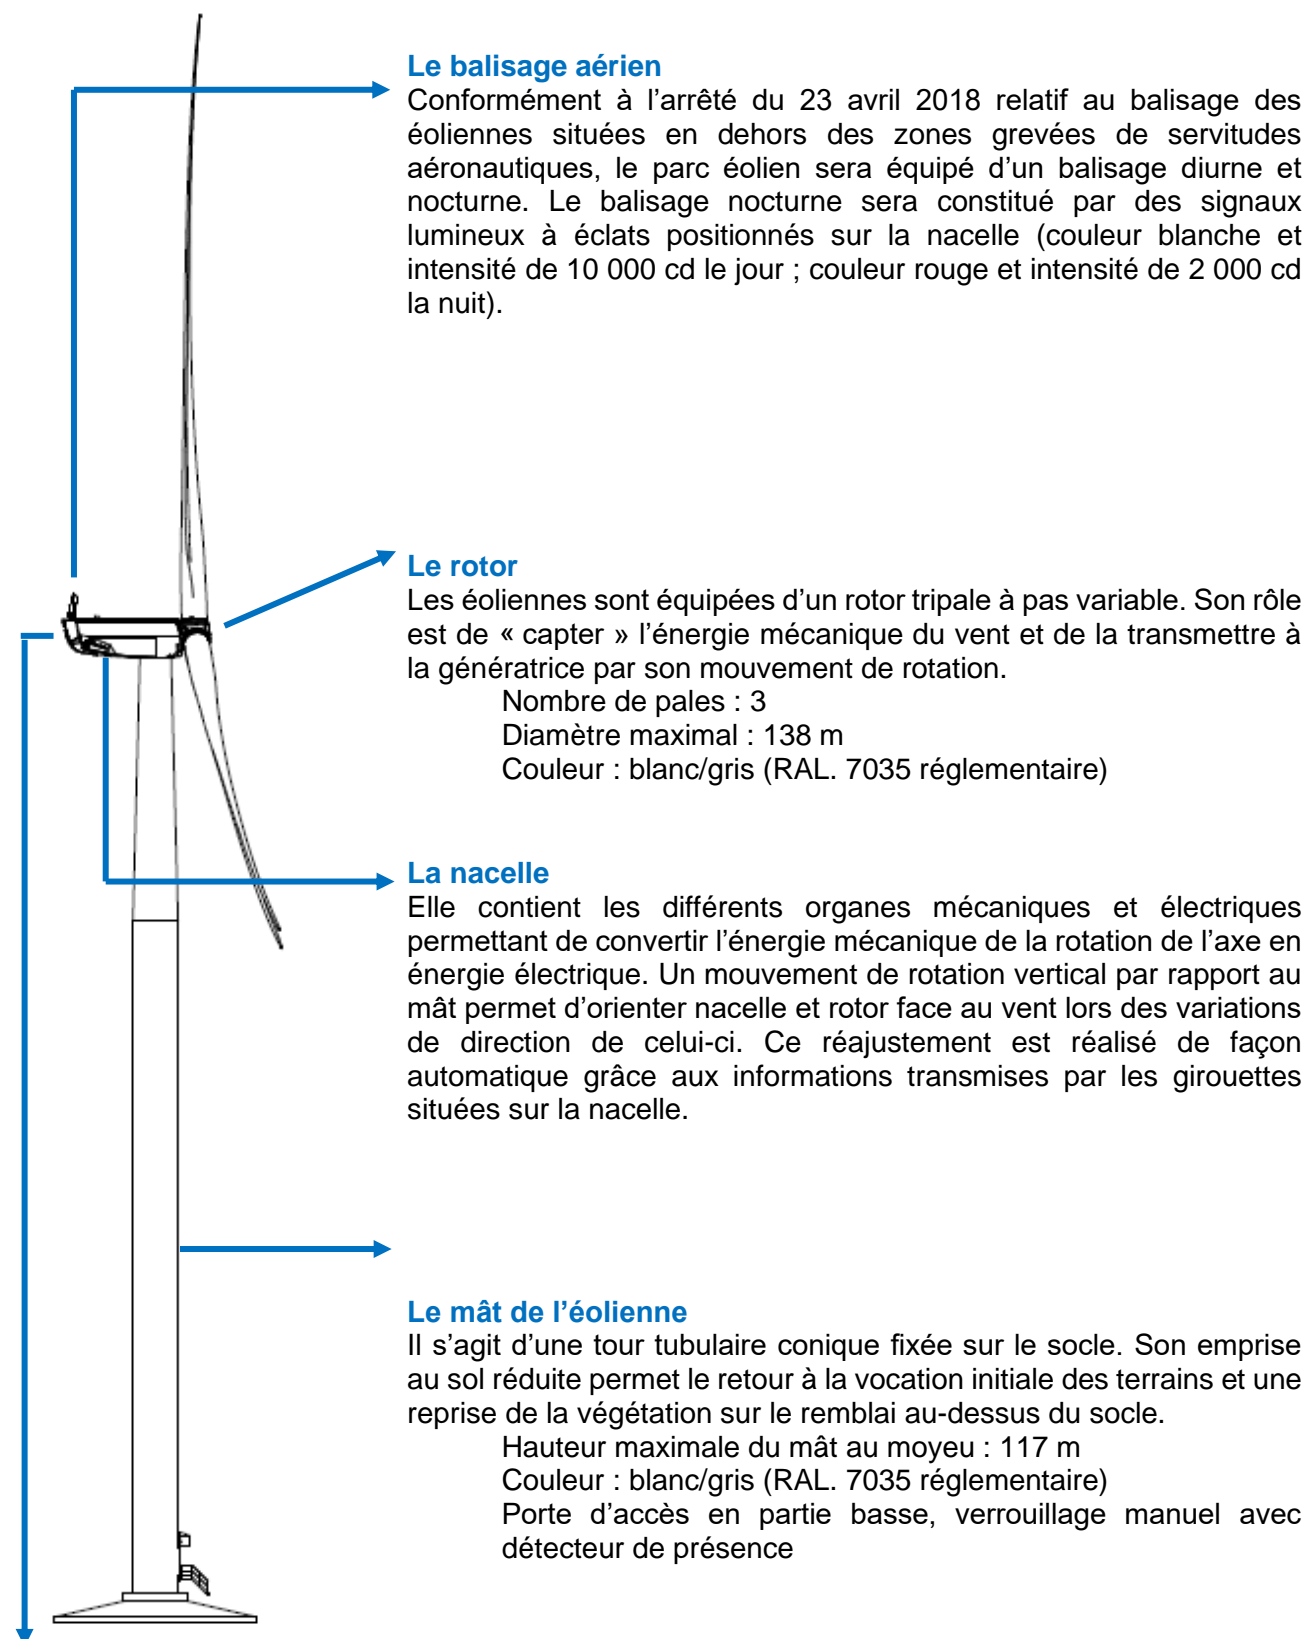 Le balisage aérien
Conformément à l’arrêté du 23 avril 2018 relatif au balisage des
éoliennes situées en dehors des zones grevées de servitudes
aéronautiques, le parc éolien sera équipé d’un balisage diurne et
nocturne. Le balisage nocturne sera constitué par des signaux
lumineux à éclats positionnés sur la nacelle (couleur blanche et
intensité de 10 000 cd le jour ; couleur rouge et intensité de 2 000 cd
la nuit).
Le rotor
Les éoliennes sont équipées d’un rotor tripale à pas variable. Son rôle
est de « capter » l’énergie mécanique du vent et de la transmettre à
la génératrice par son mouvement de rotation.
Nombre de pales : 3
Diamètre maximal : 138 m
Couleur : blanc/gris (RAL. 7035 réglementaire)
La nacelle
Elle contient les différents organes mécaniques et électriques
permettant de convertir l’énergie mécanique de la rotation de l’axe en
énergie électrique. Un mouvement de rotation vertical par rapport au
mât permet d’orienter nacelle et rotor face au vent lors des variations
de direction de celui-ci. Ce réajustement est réalisé de façon
automatique grâce aux informations transmises par les girouettes
situées sur la nacelle.
Le mât de l’éolienne
Il s’agit d’une tour tubulaire conique fixée sur le socle. Son emprise
au sol réduite permet le retour à la vocation initiale des terrains et une
reprise de la végétation sur le remblai au-dessus du socle.
Hauteur maximale du mât au moyeu : 117 m
Couleur : blanc/gris (RAL. 7035 réglementaire)
Porte d’accès en partie basse, verrouillage manuel avec
détecteur de présence